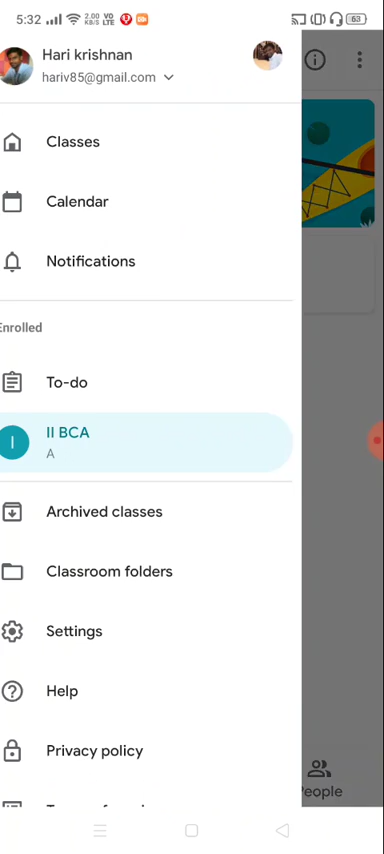 5:32
2.00 KB/S
VO LTE
63
Hari krishnan
hariv85@gmail.com
Classes
Calendar
Notifications
Enrolled
To-do
I
II BCA
A
Archived classes
Classroom folders
Settings
Help
Privacy policy
People